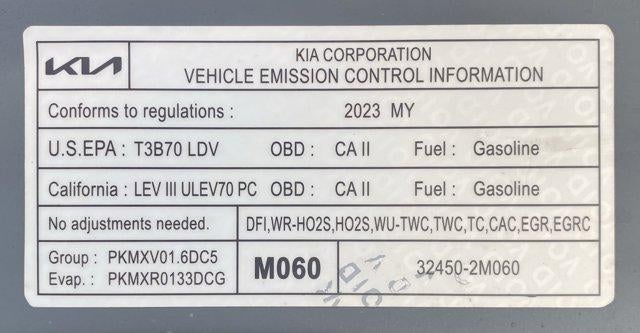 KIA
KIA CORPORATION
VEHICLE EMISSION CONTROL INFORMATION
Conforms to regulations : 2023 MY
U.S.EPA : T3B70 LDV OBD : CA II Fuel : Gasoline
California : LEV III ULEV70 PC OBD : CA II Fuel : Gasoline
No adjustments needed. DFI,WR-HO2S,HO2S,WU-TWC,TWC,TC,CAC,EGR,EGRC
Group : PKMXV01.6DC5
Evap. : PKMXR0133DCG
M060
32450-2M060